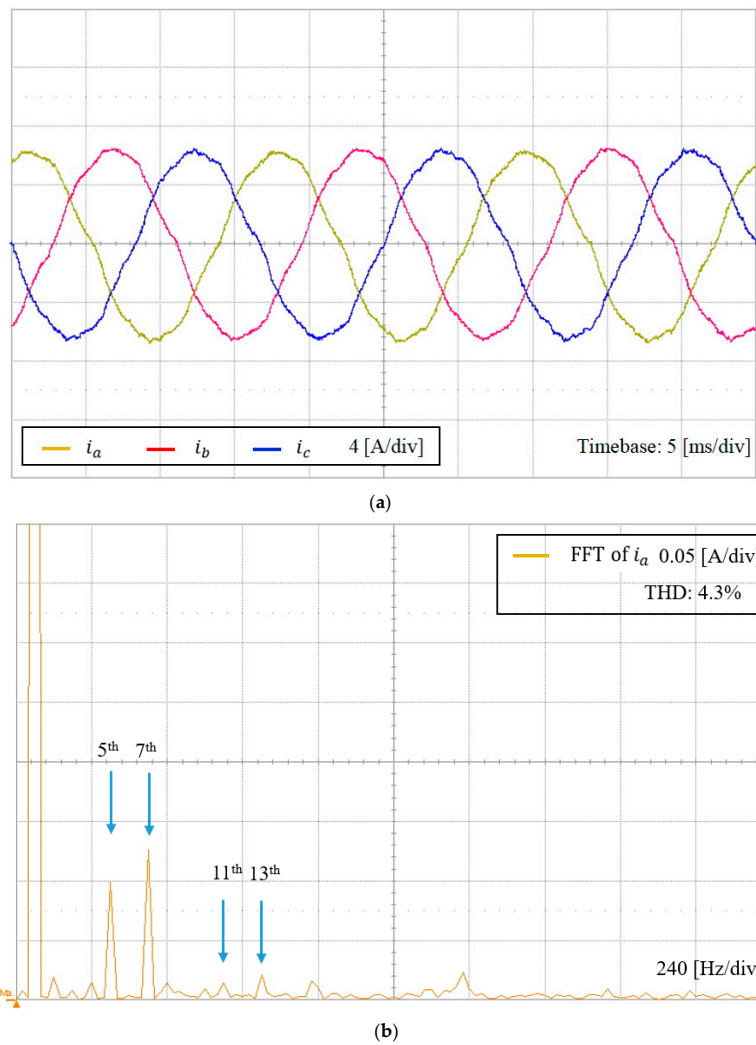 i_a i_b i_c 4 [A/div] Timebase: 5 [ms/div]
(a)
FFT of i_a 0.05 [A/div
THD: 4.3%
5th 7th
11th 13th
240 [Hz/div
Ma
(b)